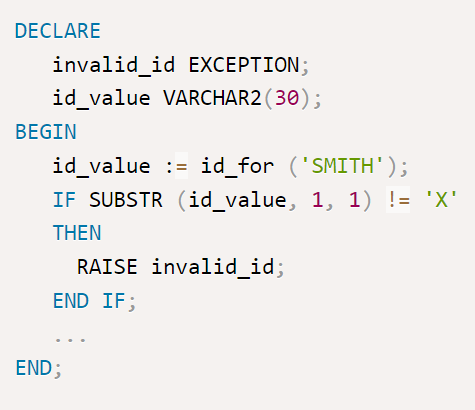 DECLARE
invalid_id EXCEPTION;
id_value VARCHAR2(30);
BEGIN
id_value := id_for ('SMITH');
IF SUBSTR (id_value, 1, 1) != 'X'
THEN
RAISE invalid_id;
END IF;
...
END;